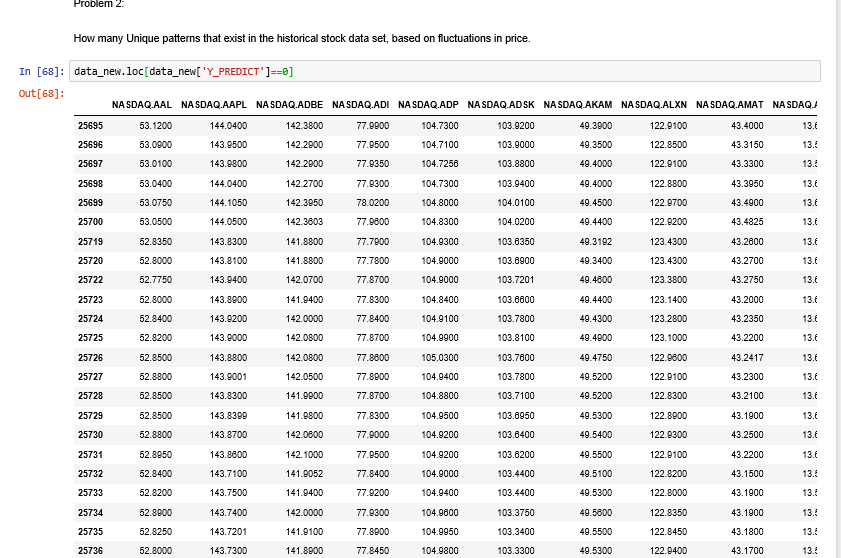 Problem 2:
How many Unique patterns that exist in the historical stock data set, based on fluctuations in price.
In [68]: data_new.loc[data_new['Y_PREDICT']==0]
Out[68]:
NASDAQ.AAL NASDAQ.AAPL NASDAQ.ADBE NASDAQ.ADI NASDAQ.ADP NASDAQ.ADSK NASDAQ.AKAM NASDAQ.ALXN NASDAQ.AMAT NASDAQ.A
25695 53.1200 144.0400 142.3800 77.9900 104.7300 103.9200 49.3900 122.9100 43.4000 13.6
25696 53.0900 143.9500 142.2900 77.9500 104.7100 103.9000 49.3500 122.8500 43.3150 13.5
25697 53.0100 143.9800 142.2900 77.9350 104.7256 103.8800 49.4000 122.9100 43.3300 13.5
25698 53.0400 144.0400 142.2700 77.9300 104.7300 103.9400 49.4000 122.8800 43.3950 13.6
25699 53.0750 144.1050 142.3950 78.0200 104.8000 104.0100 49.4500 122.9700 43.4900 13.6
25700 53.0500 144.0500 142.3603 77.9600 104.8300 104.0200 49.4400 122.9200 43.4825 13.6
25719 52.8350 143.8300 141.8800 77.7900 104.9300 103.6350 49.3192 123.4300 43.2600 13.6
25720 52.8000 143.8100 141.8800 77.7800 104.9000 103.6900 49.3400 123.4300 43.2700 13.6
25722 52.7750 143.9400 142.0700 77.8700 104.9000 103.7201 49.4600 123.3800 43.2750 13.6
25723 52.8000 143.8900 141.9400 77.8300 104.8400 103.6600 49.4400 123.1400 43.2000 13.6
25724 52.8400 143.9200 142.0000 77.8400 104.9100 103.7800 49.4300 123.2800 43.2350 13.6
25725 52.8200 143.9000 142.0800 77.8700 104.9900 103.8100 49.4900 123.1000 43.2200 13.6
25726 52.8500 143.8800 142.0800 77.8600 105.0300 103.7600 49.4750 122.9600 43.2417 13.6
25727 52.8800 143.9001 142.0500 77.8900 104.9400 103.7800 49.5200 122.9100 43.2300 13.6
25728 52.8500 143.8300 141.9900 77.8700 104.8800 103.7100 49.5200 122.8300 43.2100 13.6
25729 52.8500 143.8399 141.9800 77.8300 104.9500 103.6950 49.5300 122.8900 43.1900 13.6
25730 52.8800 143.8700 142.0600 77.9000 104.9200 103.6400 49.5400 122.9300 43.2500 13.6
25731 52.8950 143.8600 142.1000 77.9500 104.9200 103.6200 49.5500 122.9100 43.2200 13.6
25732 52.8400 143.7100 141.9052 77.8400 104.9000 103.4400 49.5100 122.8200 43.1500 13.5
25733 52.8200 143.7500 141.9400 77.9200 104.9400 103.4400 49.5300 122.8000 43.1900 13.5
25734 52.8900 143.7400 142.0000 77.9300 104.9600 103.3750 49.5600 122.8350 43.1900 13.5
25735 52.8250 143.7201 141.9100 77.8900 104.9950 103.3400 49.5500 122.8450 43.1800 13.5
25736 52.8000 143.7300 141.8900 77.8450 104.9800 103.3300 49.5300 122.9400 43.1700 13.5